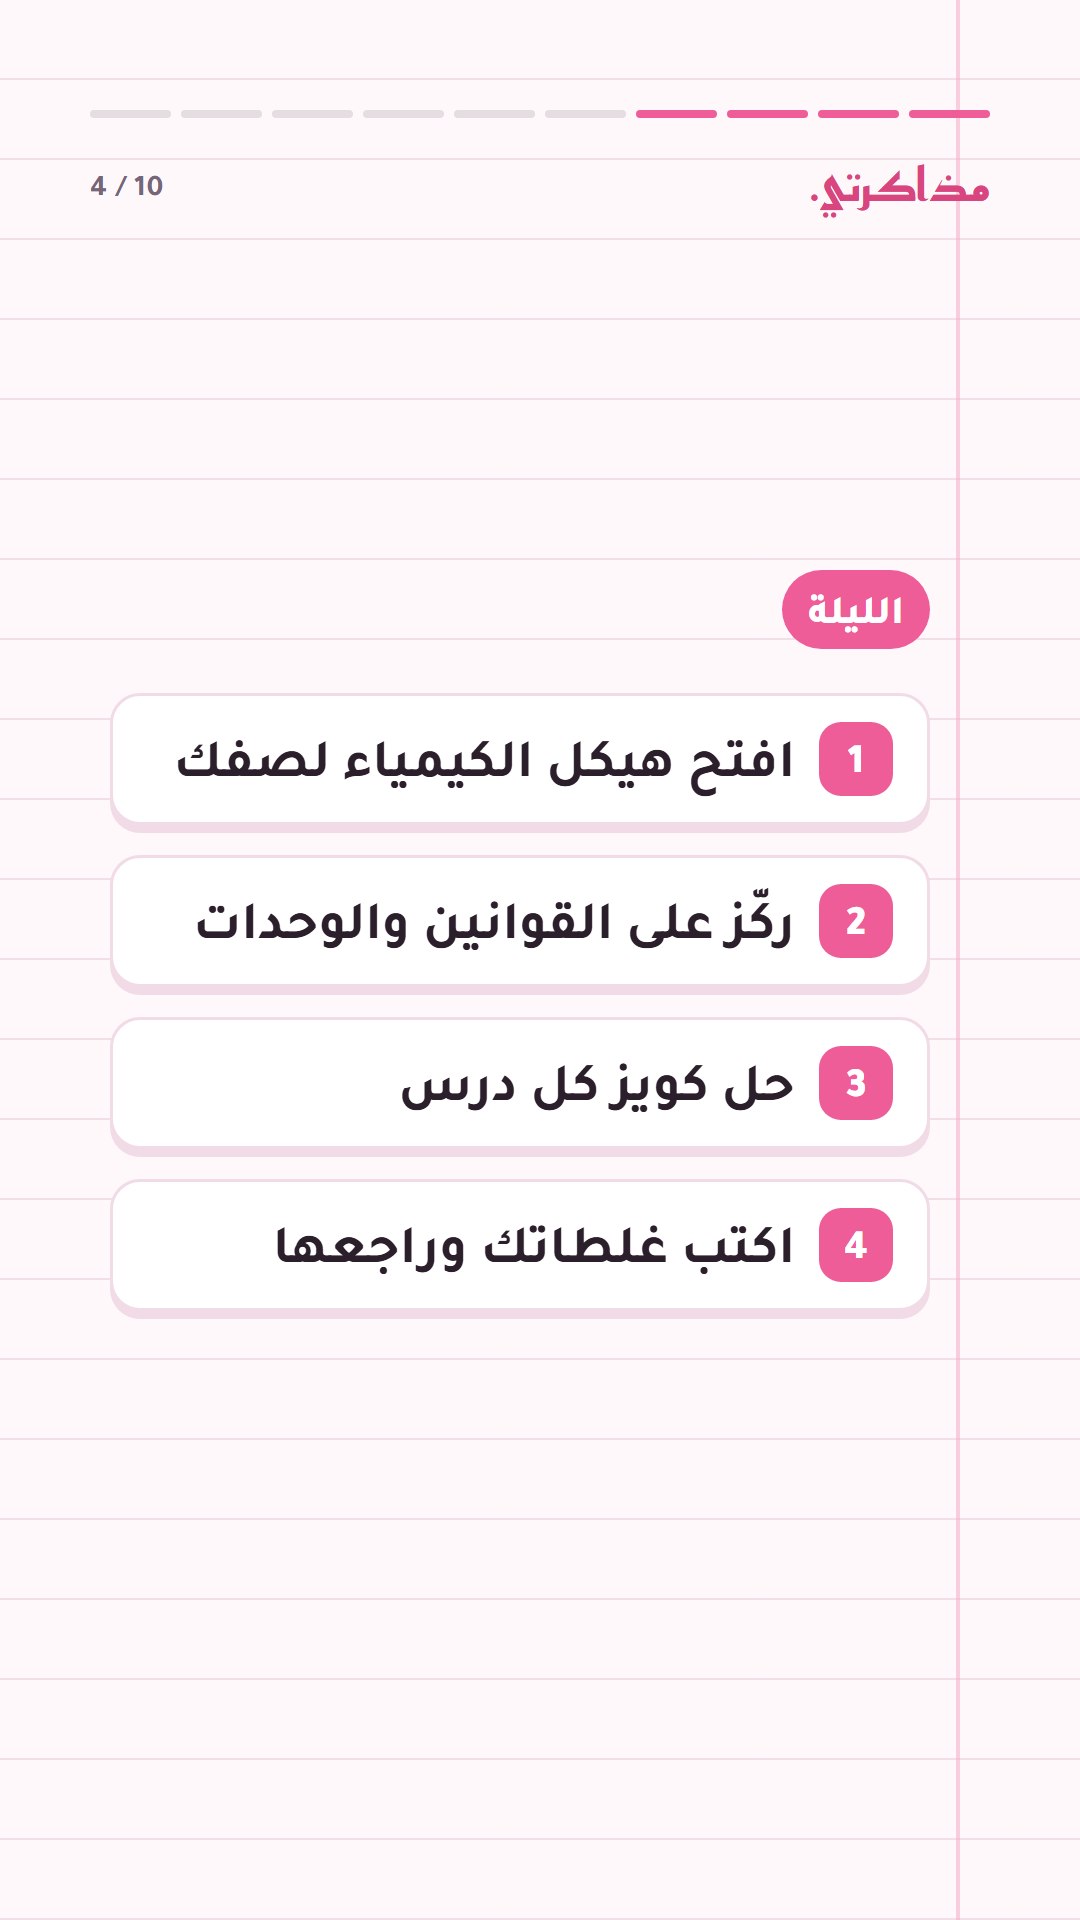 مذاكرتي.
4 / 10
الليلة
1 افتح هيكل الكيمياء لصفك
2 ركّز على القوانين والوحدات
3 حل كويز كل درس
4 اكتب غلطاتك وراجعها